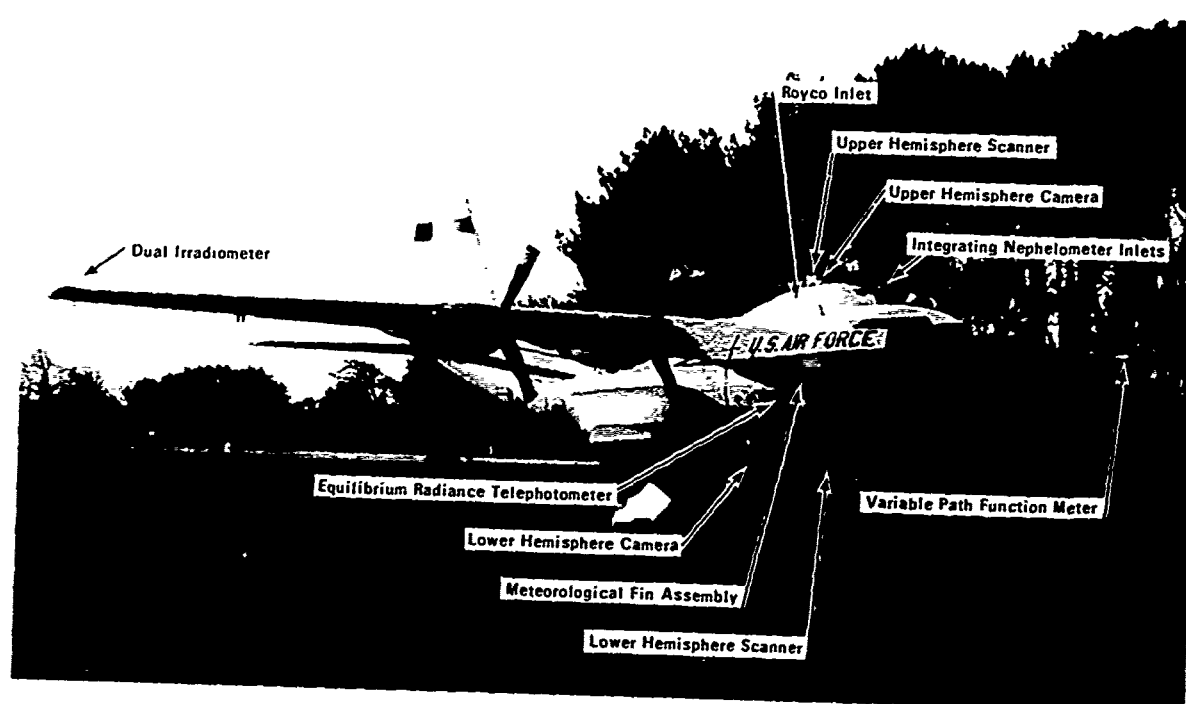 Royco Inlet
Upper Hemisphere Scanner
Upper Hemisphere Camera
Dual Irradiometer
Integrating Nephelometer Inlets
U.S. AIR FORCE
Equilibrium Radiance Telephotometer
Variable Path Function Meter
Lower Hemisphere Camera
Meteorological Fin Assembly
Lower Hemisphere Scanner